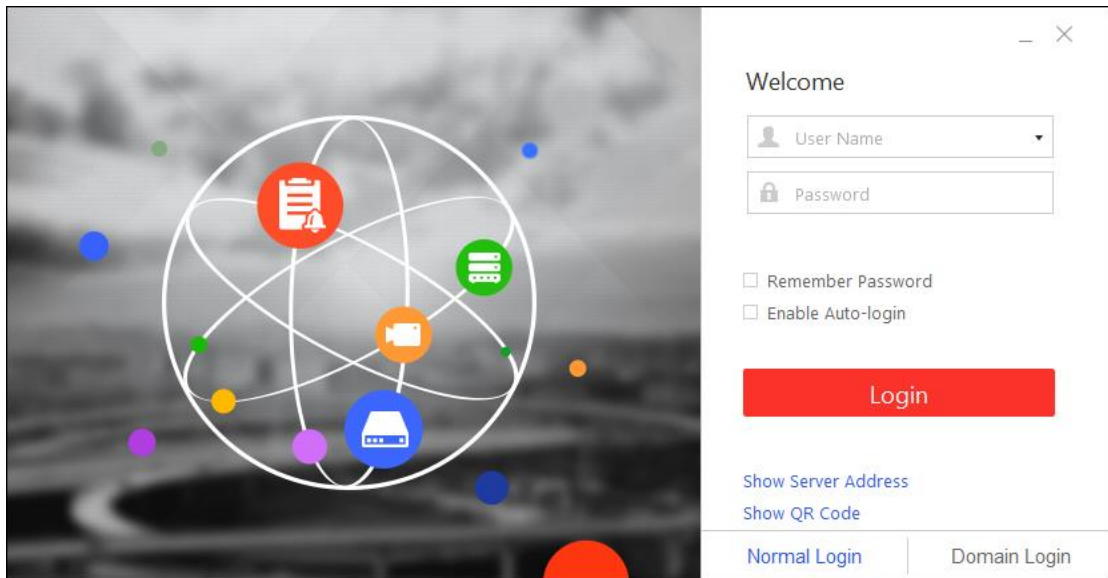 Welcome
User Name
Password
Remember Password
Enable Auto-login
Login
Show Server Address
Show QR Code
Normal Login
Domain Login